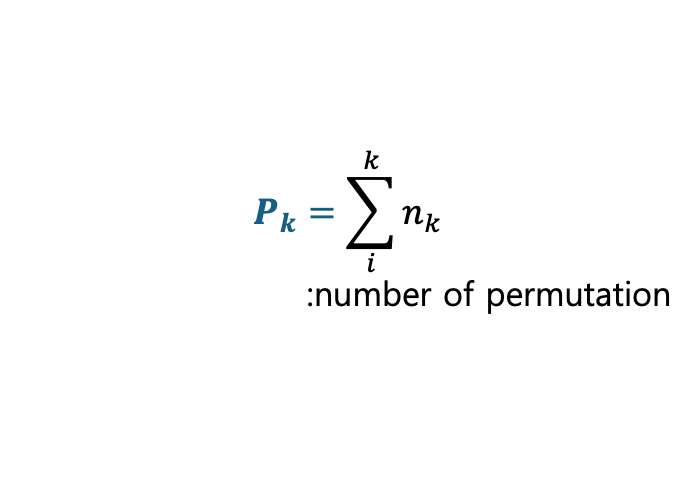 P_k = \sum_{i}^{k} n_k
:number of permutation